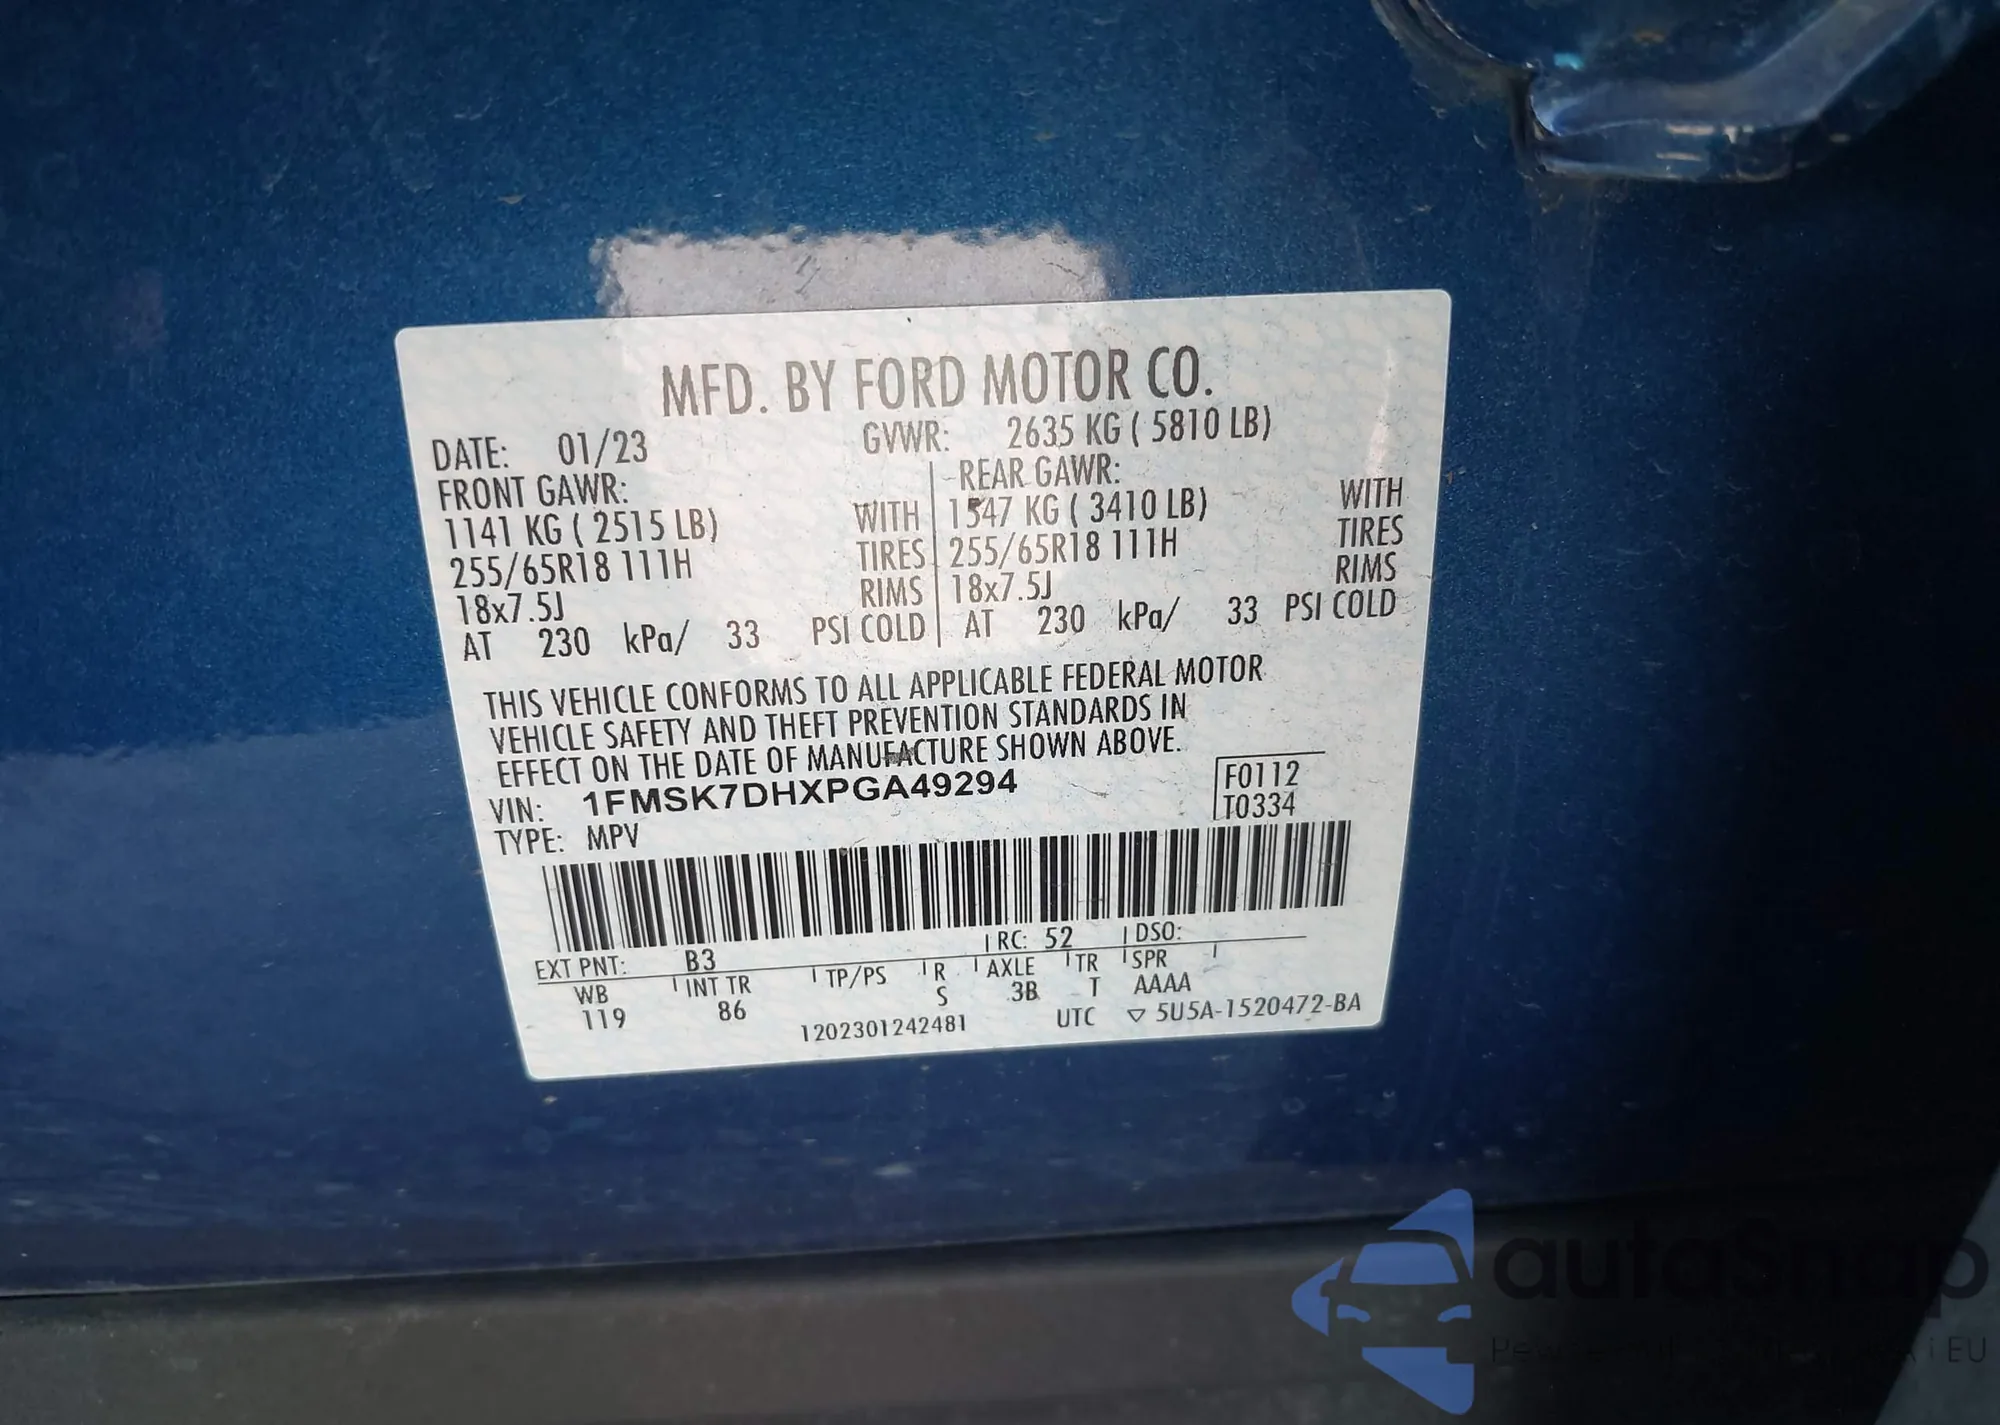 MFD. BY FORD MOTOR CO.
DATE: 01/23 GVWR: 2635 KG ( 5810 LB)
FRONT GAWR: REAR GAWR:
1141 KG ( 2515 LB) WITH 1547 KG ( 3410 LB) WITH
255/65R18 111H TIRES 255/65R18 111H TIRES
18x7.5J RIMS 18x7.5J RIMS
AT 230 kPa/ 33 PSI COLD AT 230 kPa/ 33 PSI COLD
THIS VEHICLE CONFORMS TO ALL APPLICABLE FEDERAL MOTOR
VEHICLE SAFETY AND THEFT PREVENTION STANDARDS IN
EFFECT ON THE DATE OF MANUFACTURE SHOWN ABOVE.
VIN: 1FMSK7DHXPGA49294 F0112
TYPE: MPV T0334
EXT PNT: B3 RC: 52 DSO:
WB INT TR TP/PS R AXLE TR SPR
119 86 S 3B T AAAA
1202301242481 UTC ▽ 5U5A-1520472-BA
autoSnap
i EU